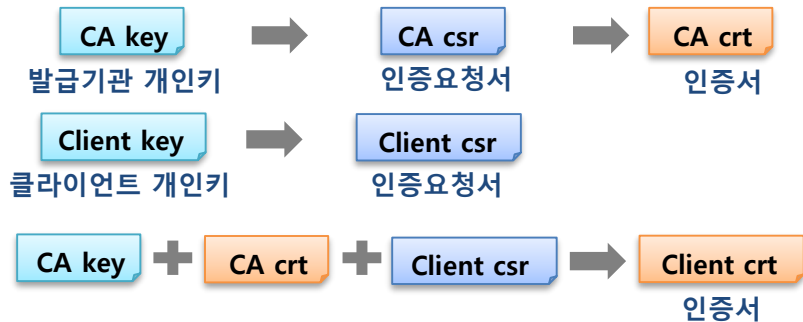 CA key CA csr CA crt
발급기관 개인키 인증요청서 인증서
Client key Client csr
클라이언트 개인키 인증요청서
CA key + CA crt + Client csr Client crt
인증서